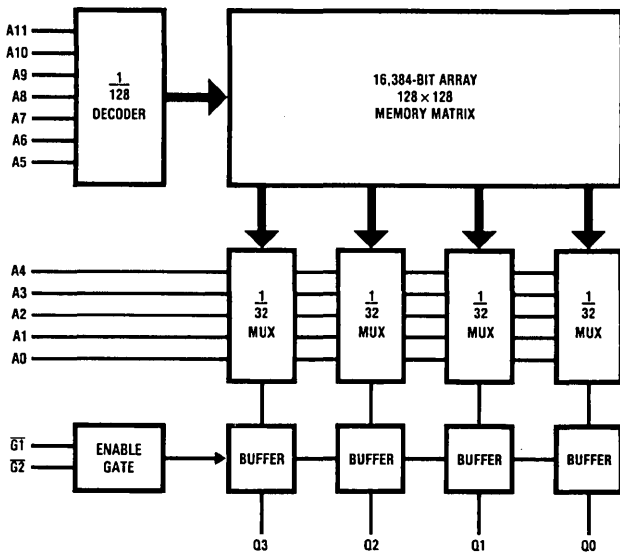 A11
A10
A9
A8
A7
A6
A5
1
128
DECODER
16,384-BIT ARRAY
128 × 128
MEMORY MATRIX
A4
A3
A2
A1
A0
1
32
MUX
1
32
MUX
1
32
MUX
1
32
MUX
G1
G2
ENABLE
GATE
BUFFER
BUFFER
BUFFER
BUFFER
Q3
Q2
Q1
Q0